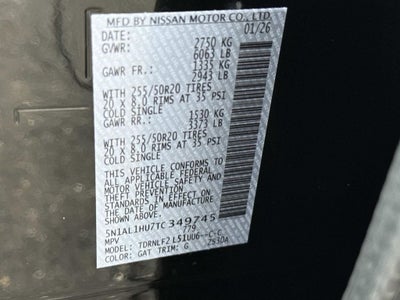 MFD BY NISSAN MOTOR CO., LTD.
DATE: 01/26
GVWR: 2750 KG
6063 LB
GAWR FR: 1335 KG
2943 LB
WITH 255/50R20 TIRES
20 x 8.0 RIMS AT 35 PSI
COLD SINGLE
GAWR RR: 1530 KG
3373 LB
WITH 255/50R20 TIRES
20 x 8.0 RIMS AT 35 PSI
COLD SINGLE
THIS VEHICLE CONFORMS TO
ALL APPLICABLE FEDERAL
MOTOR VEHICLE SAFETY AND
THEFT PREVENTION
STANDARDS IN EFFECT ON
THE DATE OF MANUFACTURE
SHOWN ABOVE.
5N1AL1HU7TC349745
779
MPV
MODEL: TDRNLF2 L51UU6--C-C-
COLOR: GAT TRIM: G 2530A